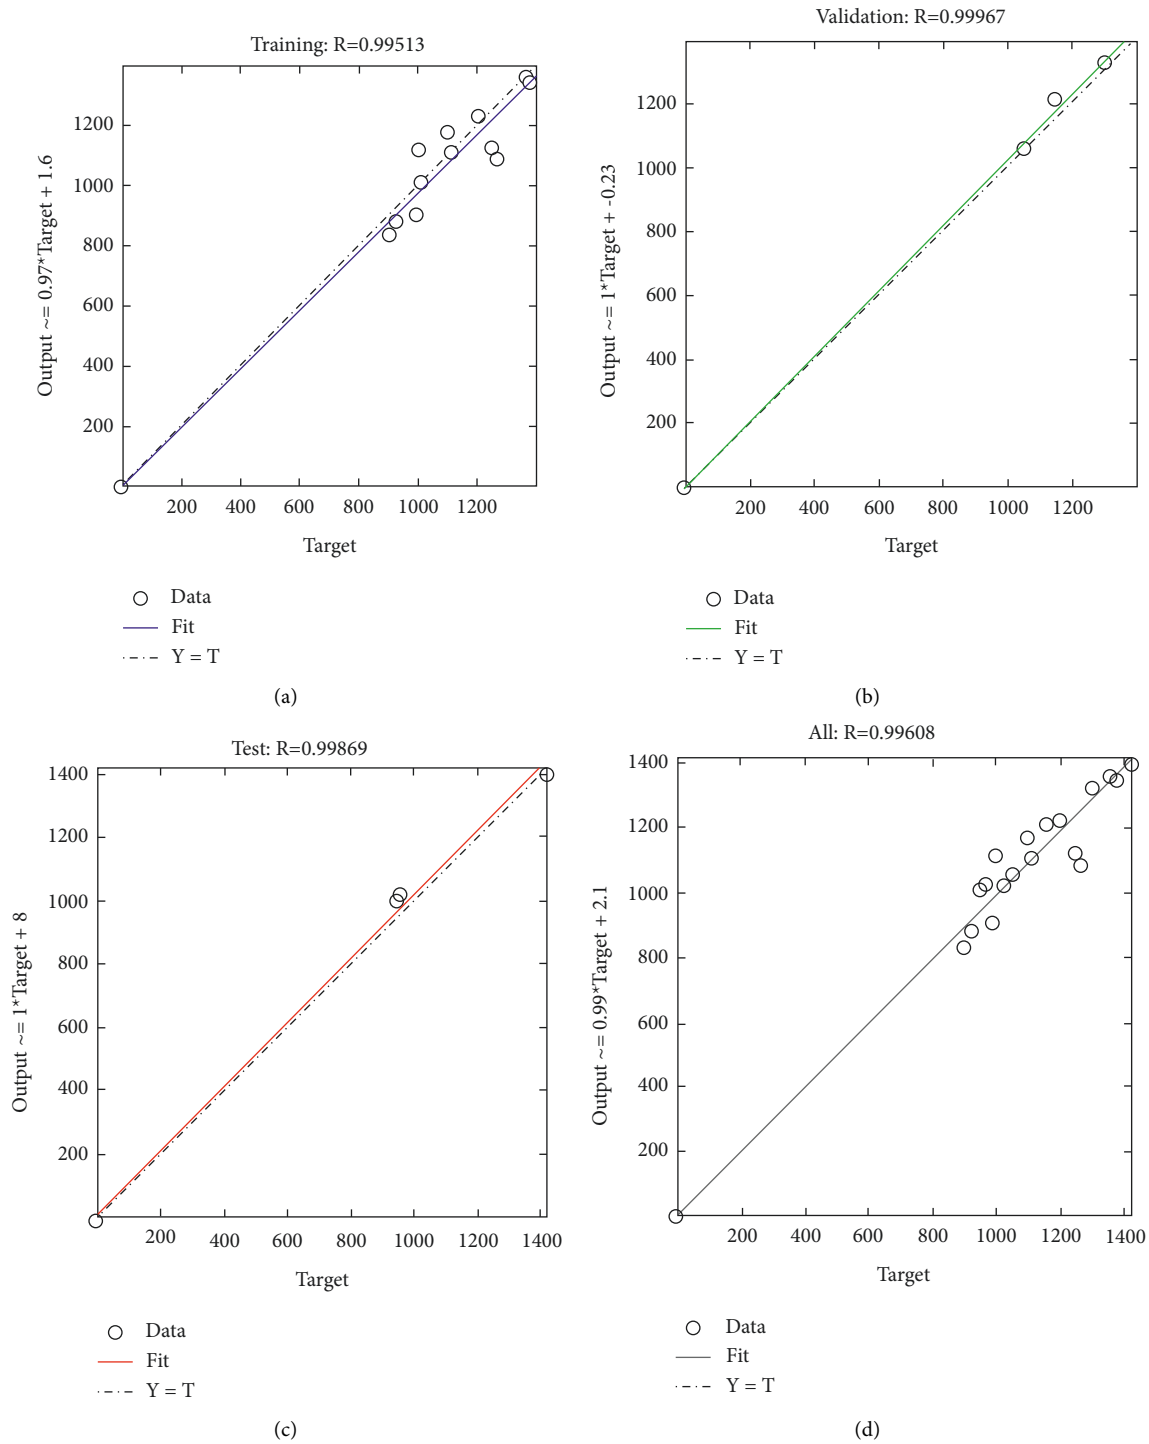 Training: R=0.99513
Output ~= 0.97*Target + 1.6
1200
1000
800
600
400
200
200 400 600 800 1000 1200
Target
Data
Fit
Y = T
(a)
Validation: R=0.99967
Output ~= 1*Target + -0.23
1200
1000
800
600
400
200
200 400 600 800 1000 1200
Target
Data
Fit
Y = T
(b)
Test: R=0.99869
Output ~= 1*Target + 8
1400
1200
1000
800
600
400
200
200 400 600 800 1000 1200 1400
Target
Data
Fit
Y = T
(c)
All: R=0.99608
Output ~= 0.99*Target + 2.1
1400
1200
1000
800
600
400
200
200 400 600 800 1000 1200 1400
Target
Data
Fit
Y = T
(d)